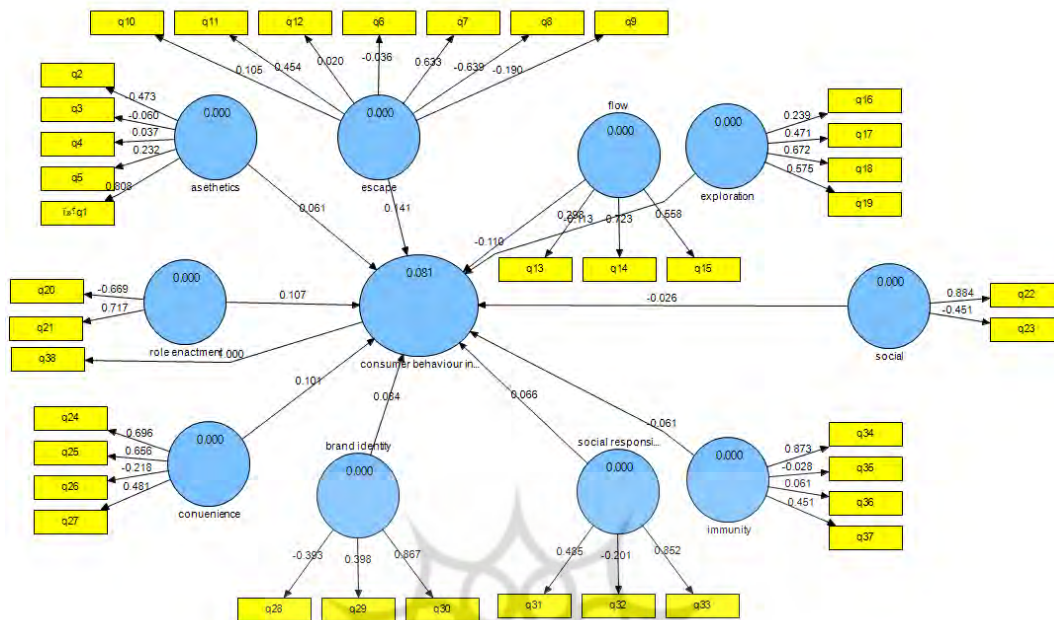 q10
q11
q12
q6
q7
q8
q9
0.105
0.454
0.020
-0.036
0.633
-0.639
-0.190
q2
q3
q4
q5
q1
0.473
-0.060
0.037
0.232
0.808
0.000
asethetics
0.000
escape
flow
0.000
0.000
exploration
q16
q17
q18
q19
0.239
0.471
0.672
0.575
0.061
0.141
-0.110
-0.113
0.723
0.558
q13
q14
q15
q20
q21
q38
-0.669
0.717
0.000
role enactment
0.107
1.000
0.081
consumer behaviour in...
-0.026
0.000
social
0.884
-0.451
q22
q23
q24
q25
q26
q27
0.696
0.656
-0.218
0.481
0.000
conuenience
0.101
brand identity
0.000
-0.393
0.398
0.867
q28
q29
q30
0.066
social responsi...
0.000
-0.201
0.852
q31
q32
q33
-0.061
0.000
immunity
0.873
-0.028
0.061
0.451
q34
q35
q36
q37